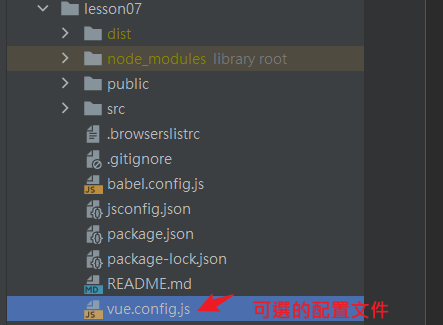 lesson07
dist
node_modules library root
public
src
.browserslistrc
.gitignore
babel.config.js
jsconfig.json
package.json
package-lock.json
README.md
vue.config.js 可選的配置文件